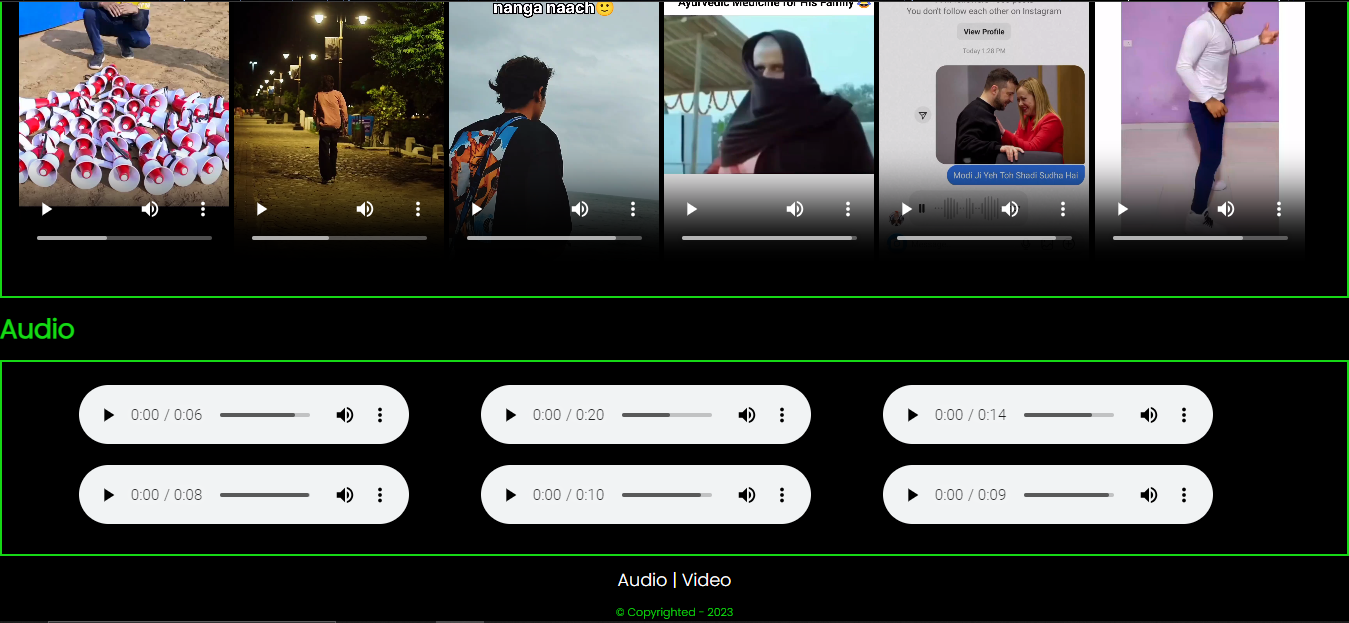 nanga naach🙂
Ayurvedic Medicine for His Family
You don't follow each other on Instagram
View Profile
Today 1:28 PM
Modi Ji Yeh Toh Shadi Sudha Hai
Audio
0:00 / 0:06
0:00 / 0:20
0:00 / 0:14
0:00 / 0:08
0:00 / 0:10
0:00 / 0:09
Audio | Video
© Copyrighted - 2023